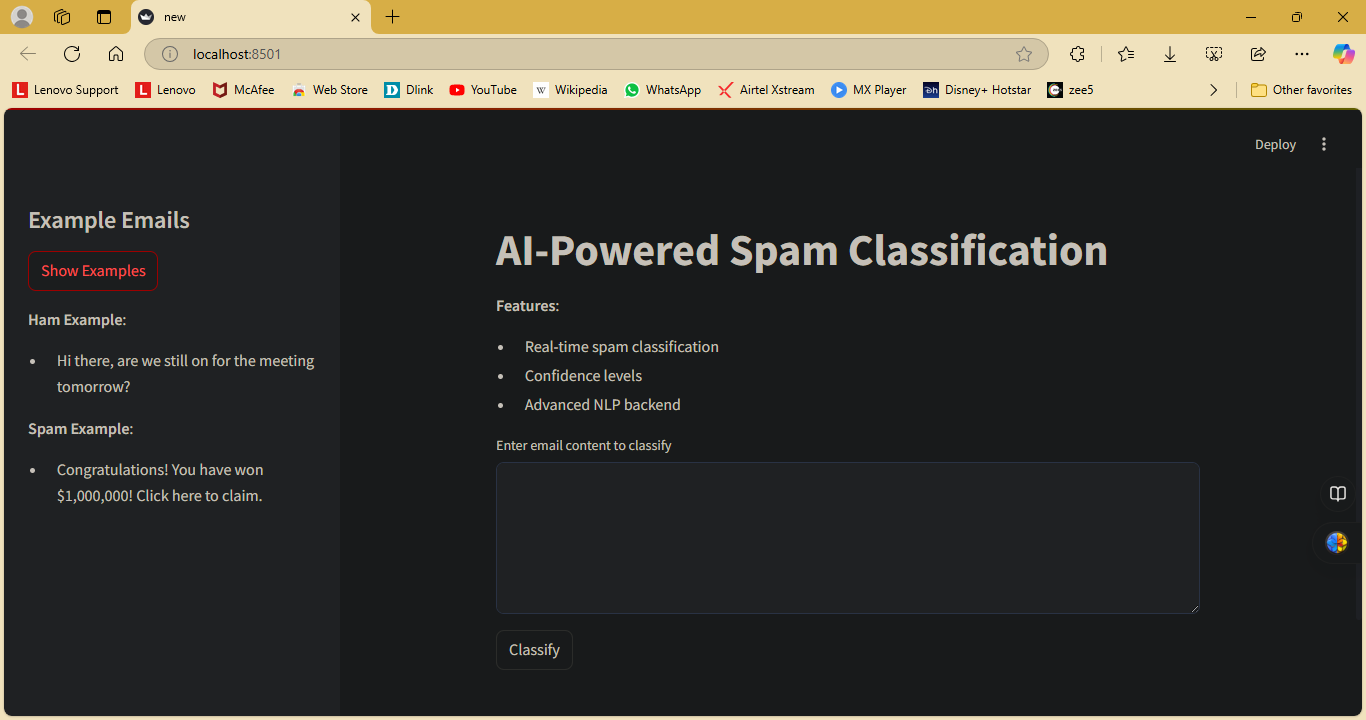 new
localhost:8501
Lenovo Support Lenovo McAfee Web Store Dlink YouTube Wikipedia WhatsApp Airtel Xstream MX Player Disney+ Hotstar zee5 Other favorites
Deploy
Example Emails
Show Examples
Ham Example:
• Hi there, are we still on for the meeting
tomorrow?
Spam Example:
• Congratulations! You have won
$1,000,000! Click here to claim.
AI-Powered Spam Classification
Features:
• Real-time spam classification
• Confidence levels
• Advanced NLP backend
Enter email content to classify
Classify